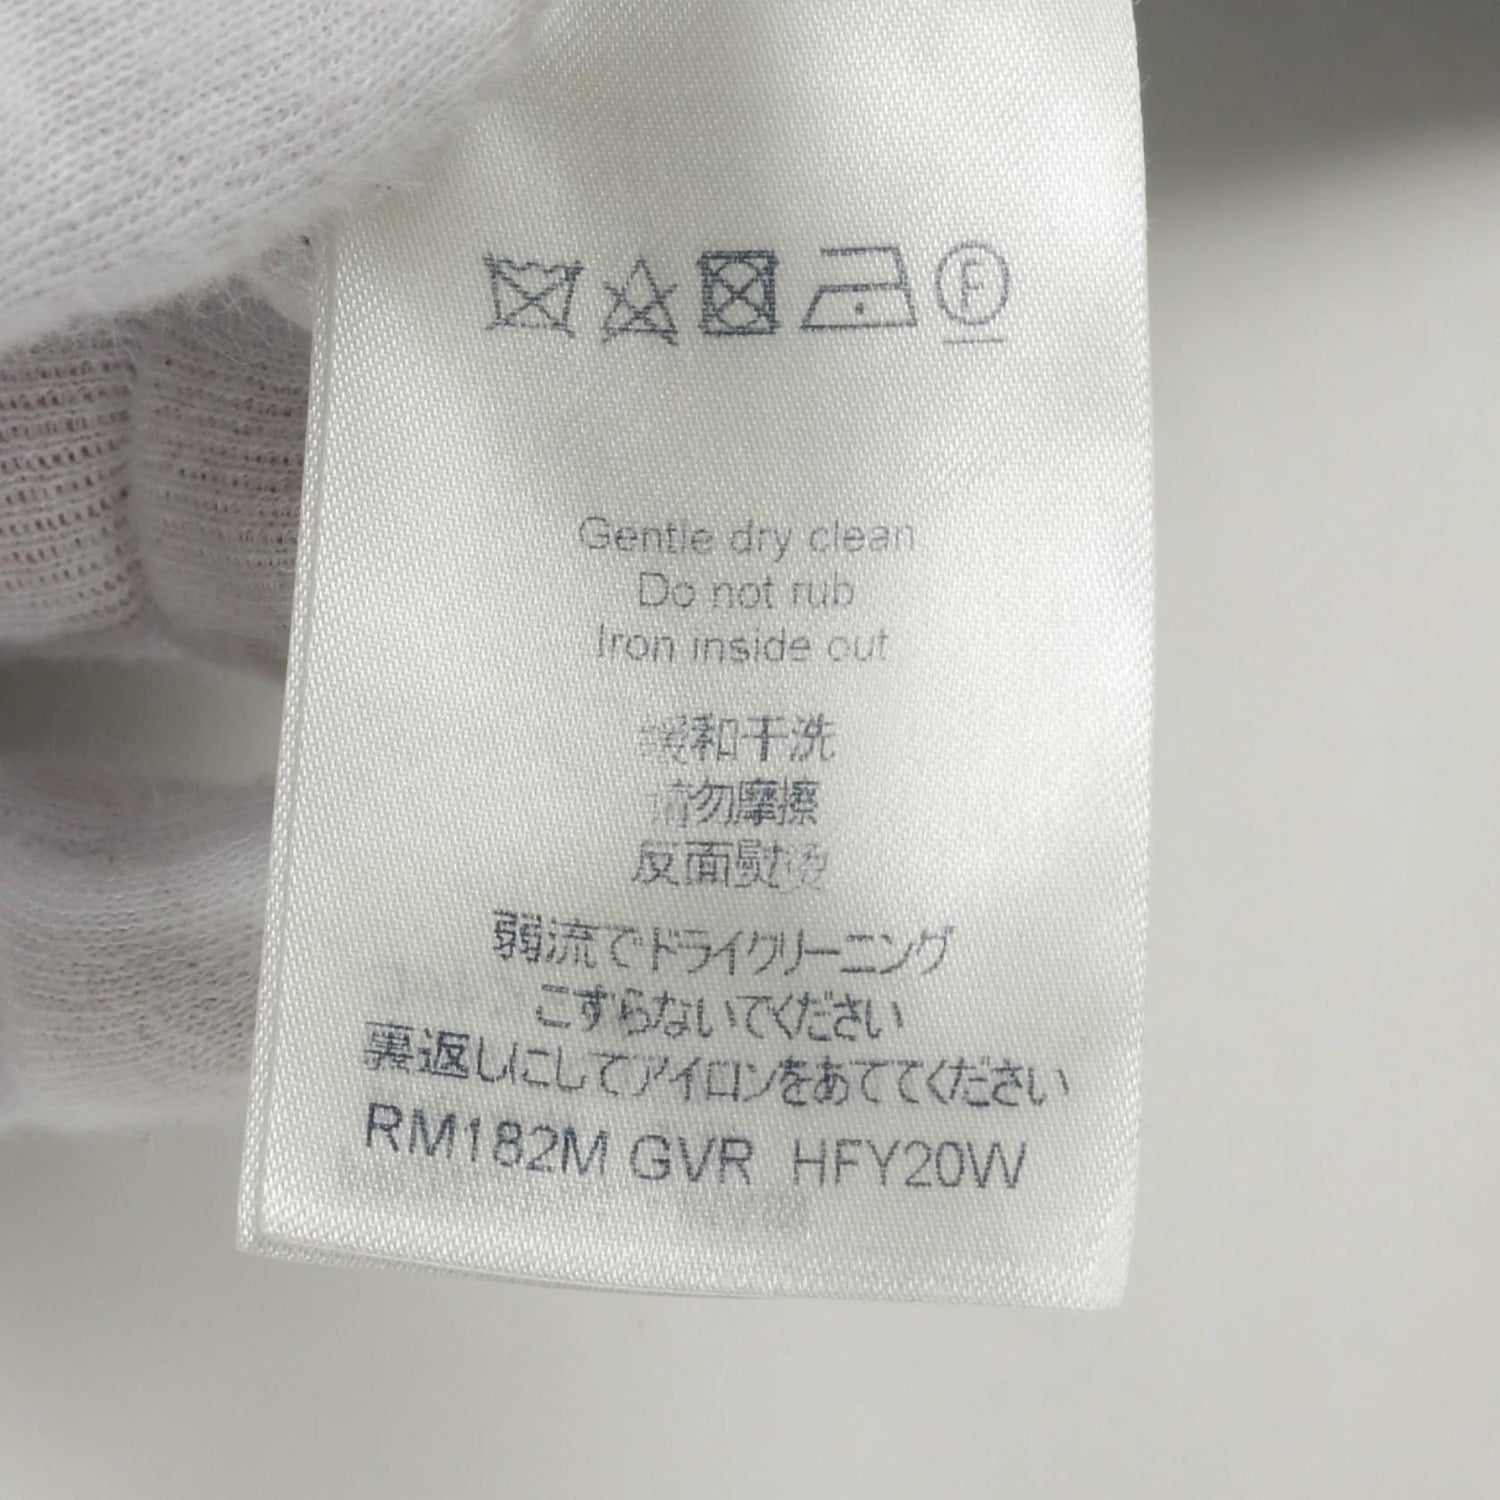 F
Gentle dry clean
Do not rub
Iron inside out
缓和干洗
请勿摩擦
反面熨烫
弱流でドライクリーニング
こすらないでください
裏返しにしてアイロンをあててください
RM182M GVR HFY20W